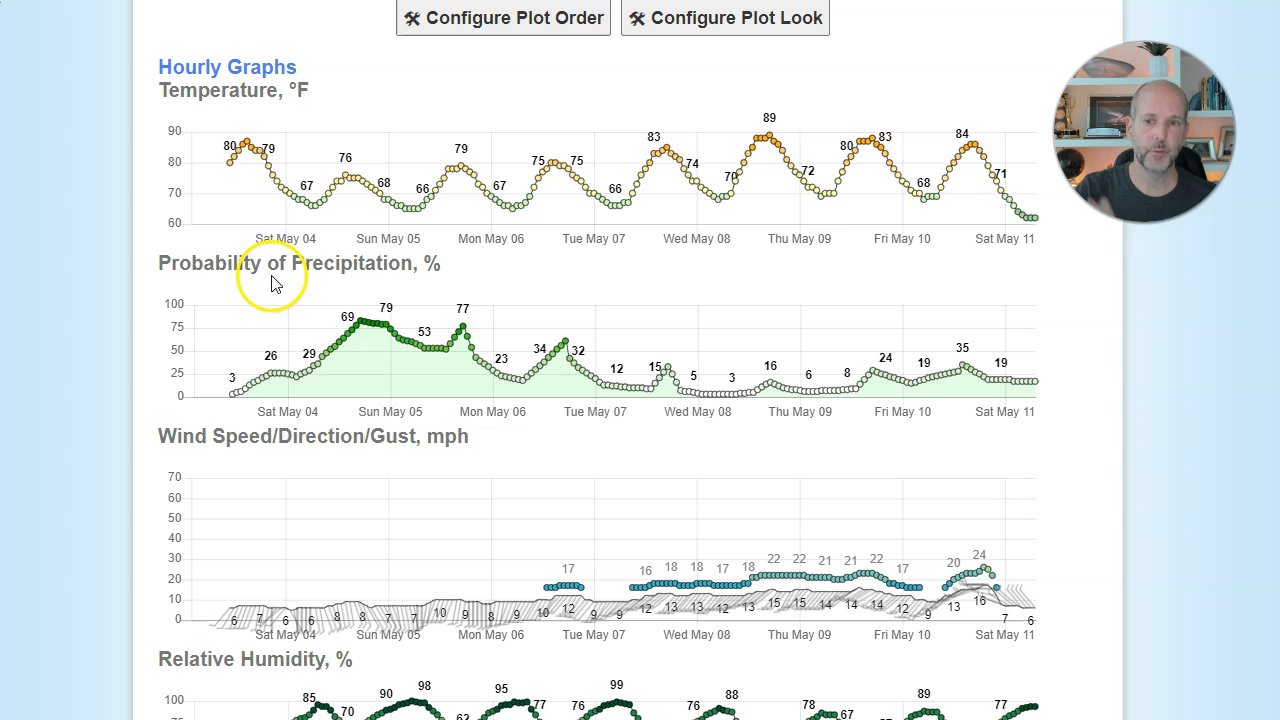 Configure Plot Order Configure Plot Look
Hourly Graphs
Temperature, °F
89
80 79 76 79 75 75 83 80 83 84
90
80
67 68 66 67 66 74 70 72 68 71
70
60
Sat May 04 Sun May 05 Mon May 06 Tue May 07 Wed May 08 Thu May 09 Fri May 10 Sat May 11
Probability of Precipitation, %
100
69 79 77
75
53
50
3 26 29 23 34 32 12 15 5 3 16 6 8 24 19 35 19
25
0
Sat May 04 Sun May 05 Mon May 06 Tue May 07 Wed May 08 Thu May 09 Fri May 10 Sat May 11
Wind Speed/Direction/Gust, mph
70
60
50
40
30
17 16 18 18 17 18 22 22 21 21 22 17 20 24
20
10
6 7 6 6 8 8 7 7 10 9 8 9 10 12 9 9 12 13 13 12 13 15 15 14 14 14 12 9 13 16 7 6
0
Sat May 04 Sun May 05 Mon May 06 Tue May 07 Wed May 08 Thu May 09 Fri May 10 Sat May 11
Relative Humidity, %
85 90 98 95 99 76 88 78 89 77
100
70 77 76 67